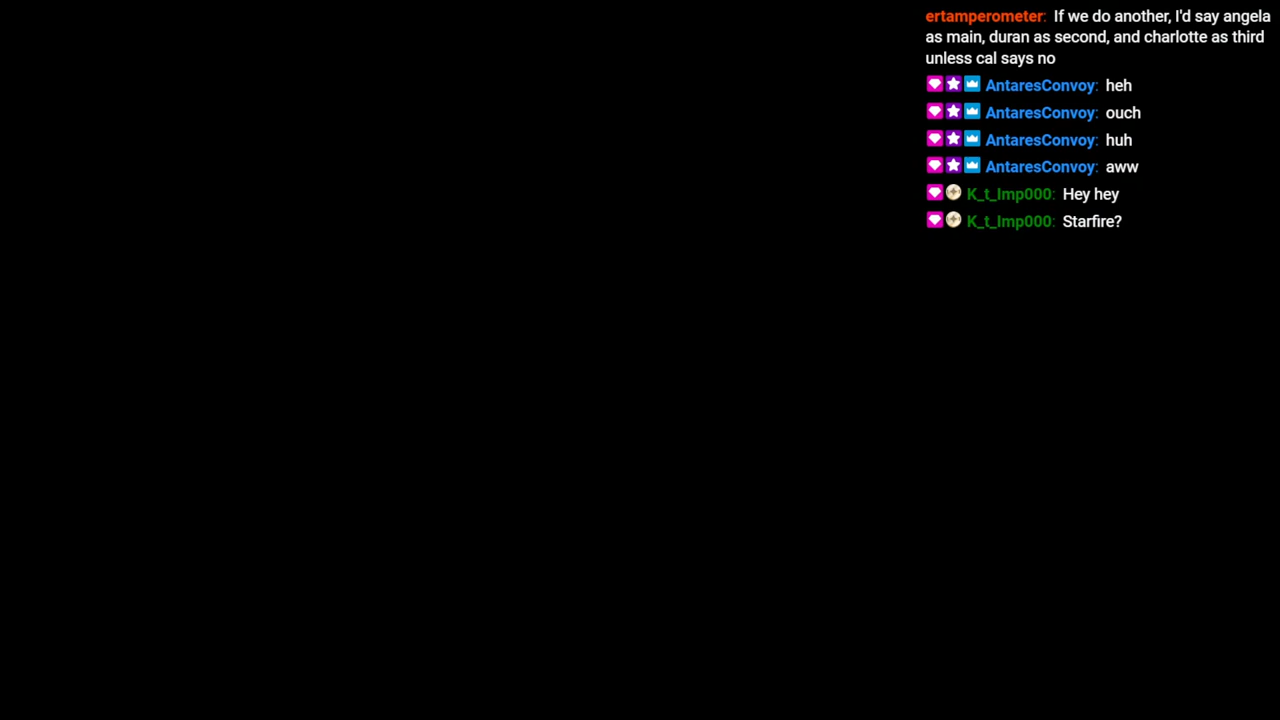 ertamperometer: If we do another, I'd say angela
as main, duran as second, and charlotte as third
unless cal says no
AntaresConvoy: heh
AntaresConvoy: ouch
AntaresConvoy: huh
AntaresConvoy: aww
K_t_Imp000: Hey hey
K_t_Imp000: Starfire?